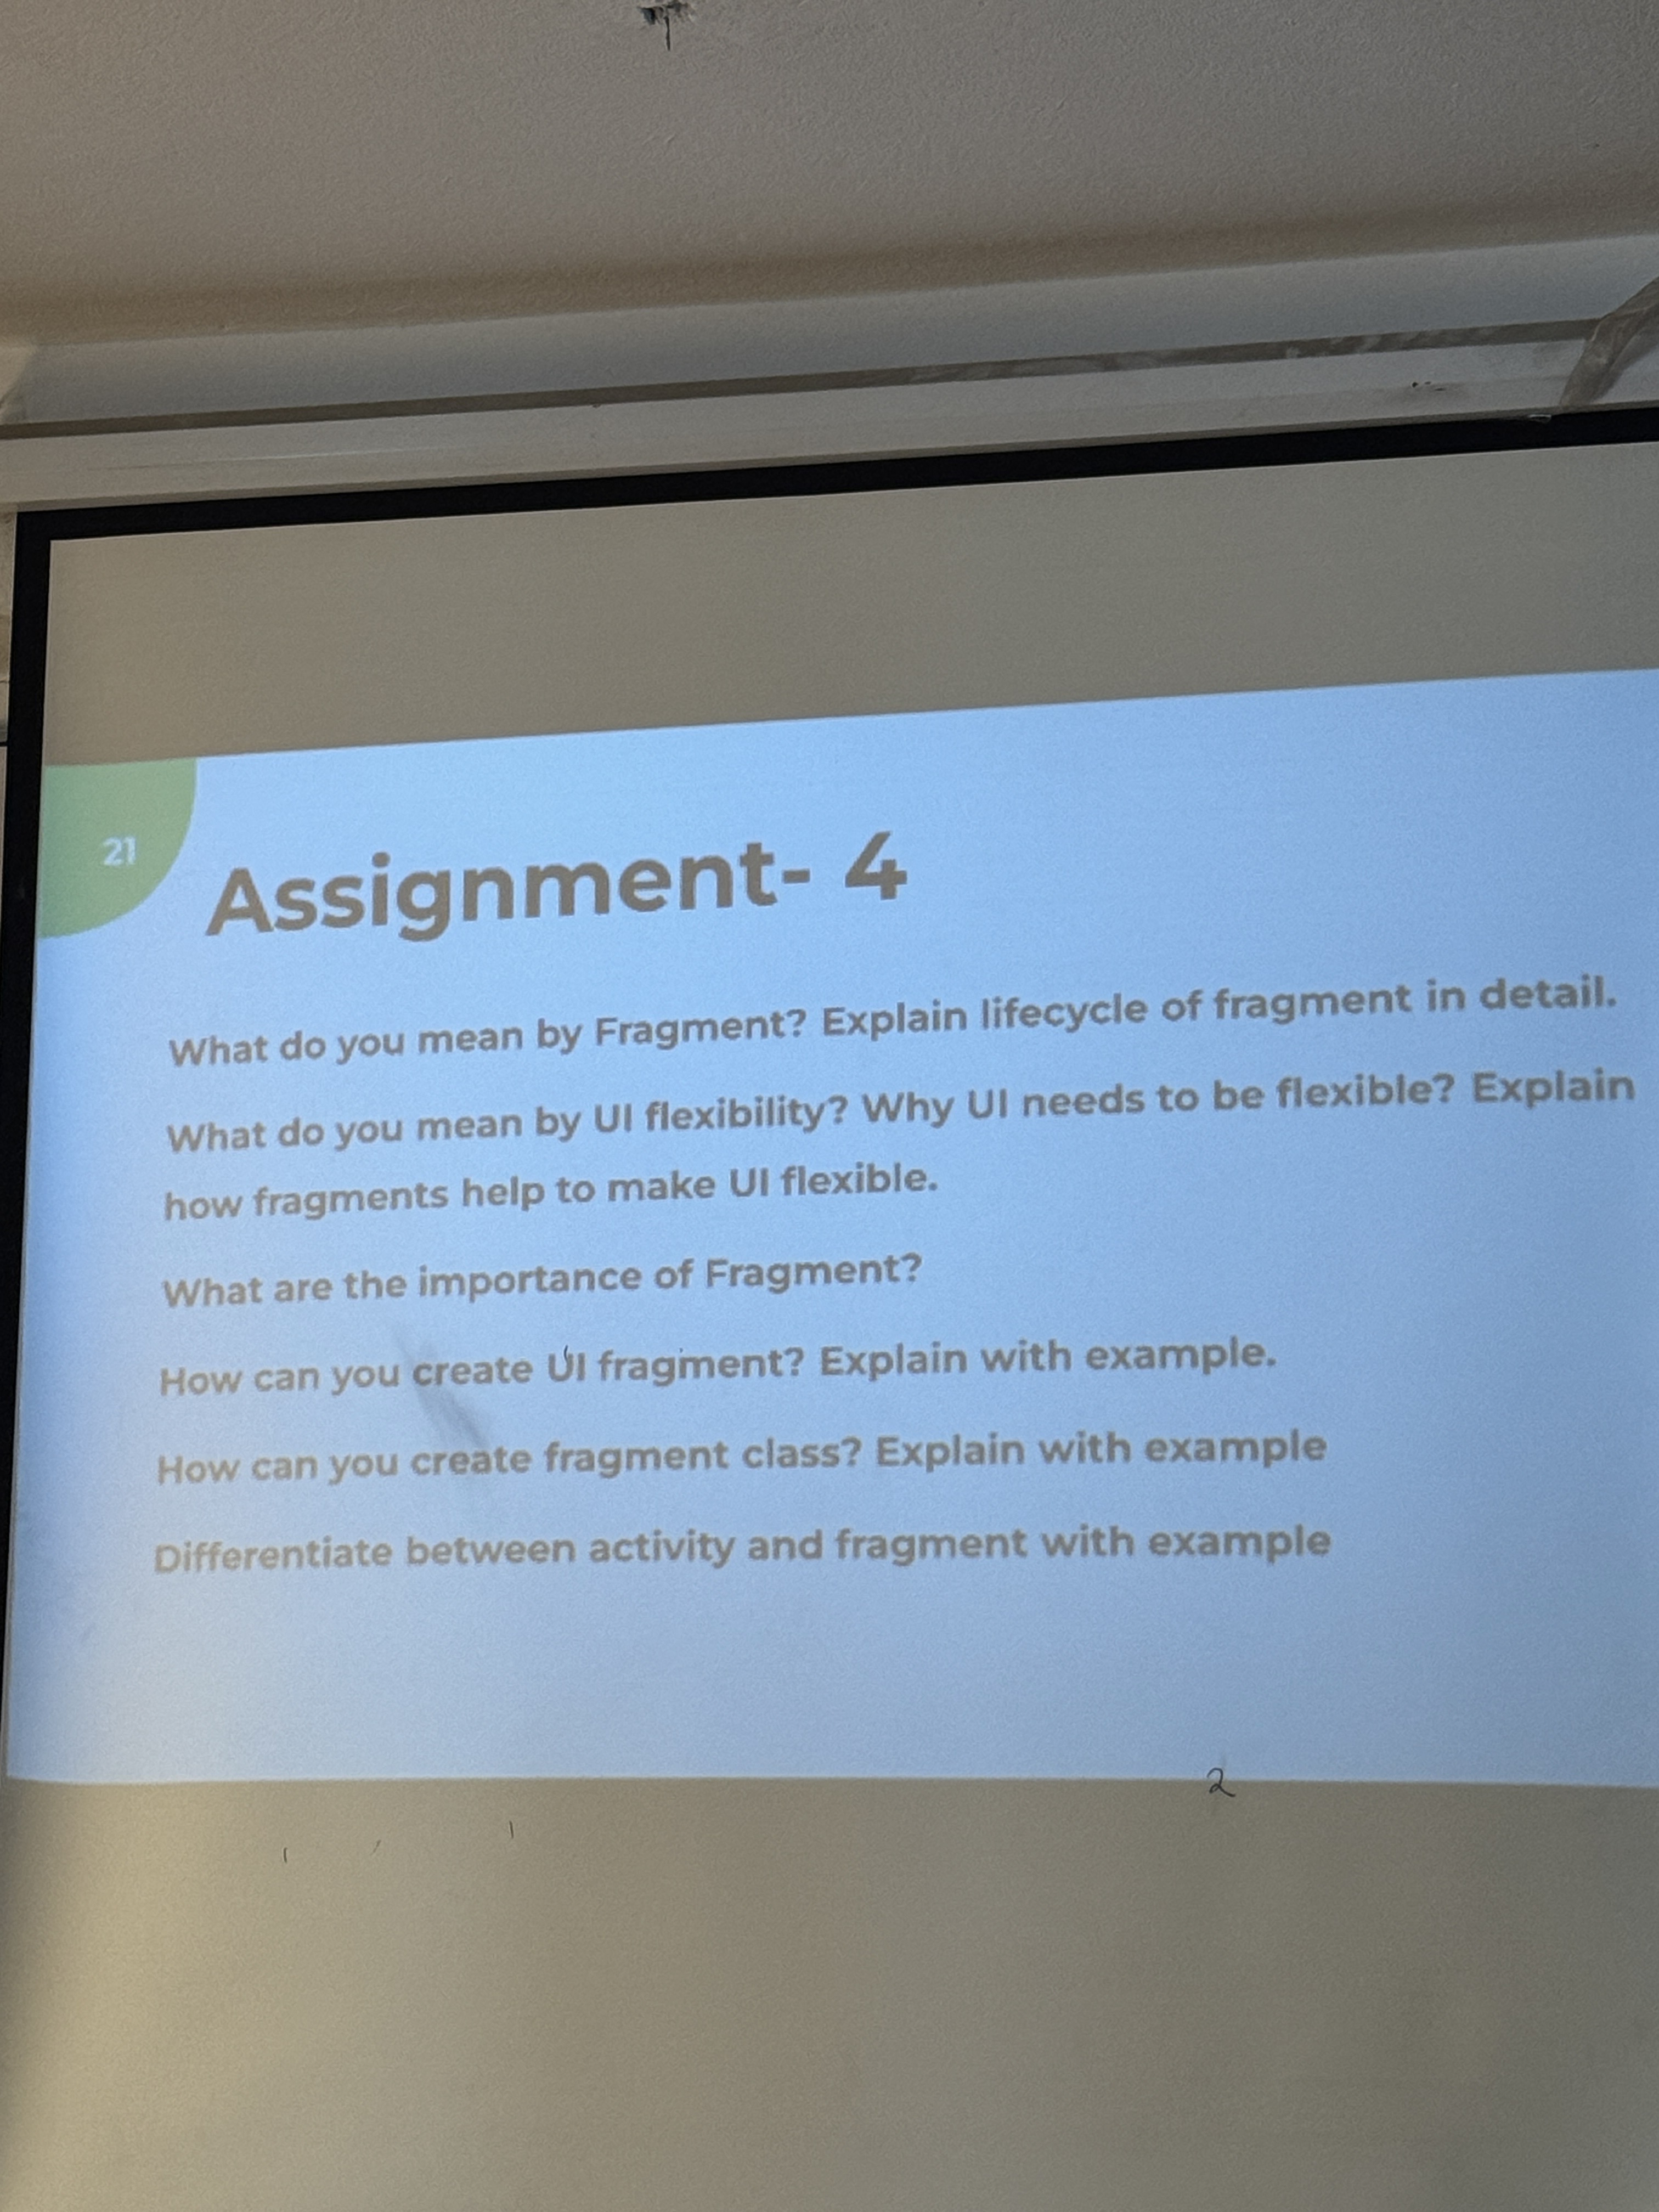 21
Assignment- 4
What do you mean by Fragment? Explain lifecycle of fragment in detail.
What do you mean by UI flexibility? Why UI needs to be flexible? Explain
how fragments help to make UI flexible.
What are the importance of Fragment?
How can you create UI fragment? Explain with example.
How can you create fragment class? Explain with example
Differentiate between activity and fragment with example
2